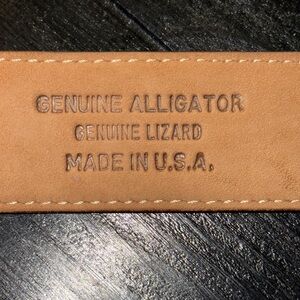 GENUINE ALLIGATOR
GENUINE LIZARD
MADE IN U.S.A.